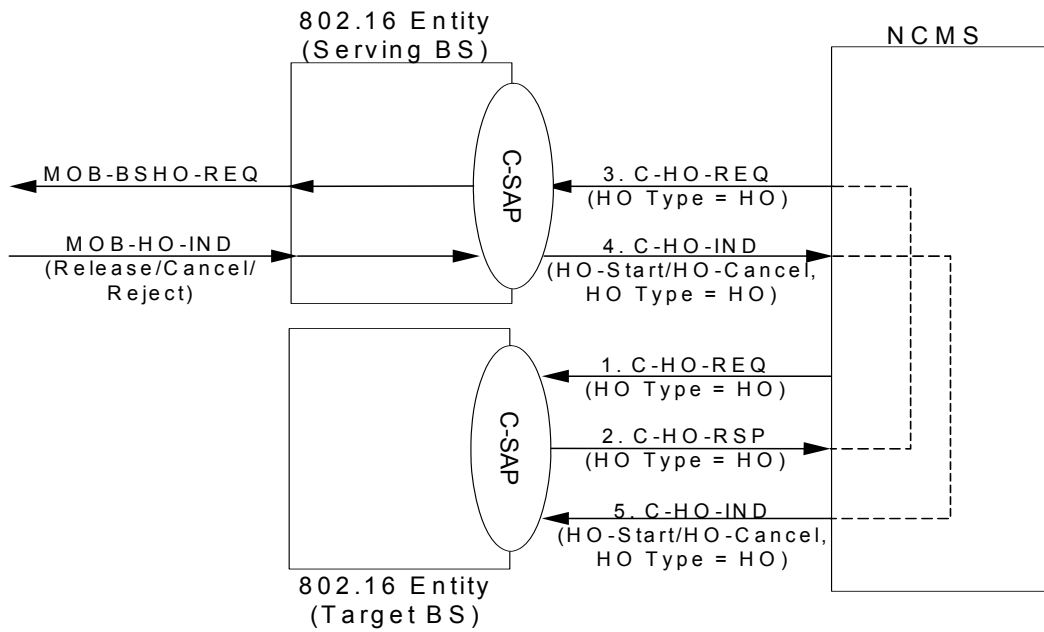 802.16 Entity
(Serving BS)
NCMS
C-SAP
MOB-BSHO-REQ
3. C-HO-REQ
(HO Type = HO)
MOB-HO-IND
(Release/Cancel/
Reject)
4. C-HO-IND
(HO-Start/HO-Cancel,
HO Type = HO)
C-SAP
1. C-HO-REQ
(HO Type = HO)
2. C-HO-RSP
(HO Type = HO)
5. C-HO-IND
(HO-Start/HO-Cancel,
HO Type = HO)
802.16 Entity
(Target BS)